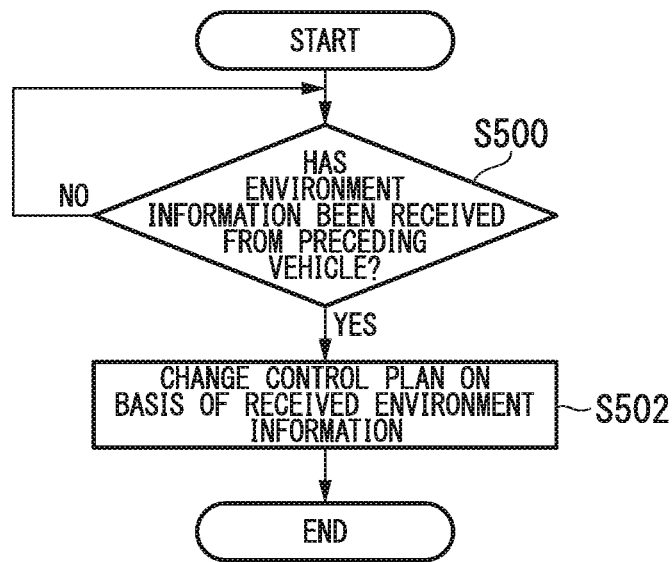 START
S500
HAS
ENVIRONMENT
INFORMATION BEEN RECEIVED
FROM PRECEDING
VEHICLE?
NO
YES
CHANGE CONTROL PLAN ON
BASIS OF RECEIVED ENVIRONMENT
INFORMATION
S502
END